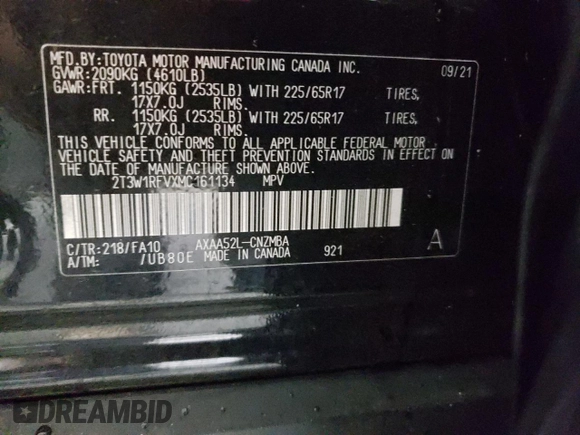 MFD.BY:TOYOTA MOTOR MANUFACTURING CANADA INC. 09/21
GVWR:2090KG (4610LB)
GAWR:FRT. 1150KG (2535LB) WITH 225/65R17 TIRES,
17X7.0J RIMS.
RR. 1150KG (2535LB) WITH 225/65R17 TIRES,
17X7.0J RIMS.
THIS VEHICLE CONFORMS TO ALL APPLICABLE FEDERAL MOTOR
VEHICLE SAFETY AND THEFT PREVENTION STANDARDS IN EFFECT ON
THE DATE OF MANUFACTURE SHOWN ABOVE.
2T3W1RFVXMC161134 MPV
C/TR:218/FA10 AXAA52L-CNZMBA
A/TM: /UB80E MADE IN CANADA 921 A
DREAMBID